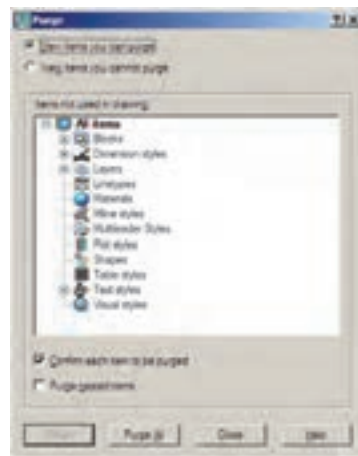 Purge
View items you can purge
View items you cannot purge
Items not used in drawing
All items
Blocks
Dimension styles
Layers
Linetypes
Materials
Mline styles
Multileader Styles
Plot styles
Shapes
Table styles
Text styles
Visual styles
Confirm each item to be purged
Purge nested items
Purge All Close Help